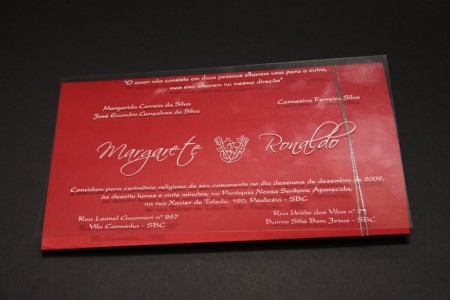 "O amor não consiste em duas pessoas olharem uma para a outra,
mas sim, olharem na mesma direção"
Margarida Correia da Silva
José Evandro Gonçalves da Silva
Carmesina Ferreira Silva
Margarete Ronaldo
Convidam para cerimônia religiosa de seu casamento no dia dezenove de dezembro de 2009,
às dezoito horas e vinte minutos, na Paróquia Nossa Senhora Aparecida,
na rua Xavier de Toledo, 190, Paulicéia - SBC
Rua Leonel Guarnieri nº 267
Vila Carminha - SBC
Rua União das Vilas nº
Bairro Sitio Bom Jesus - SBC